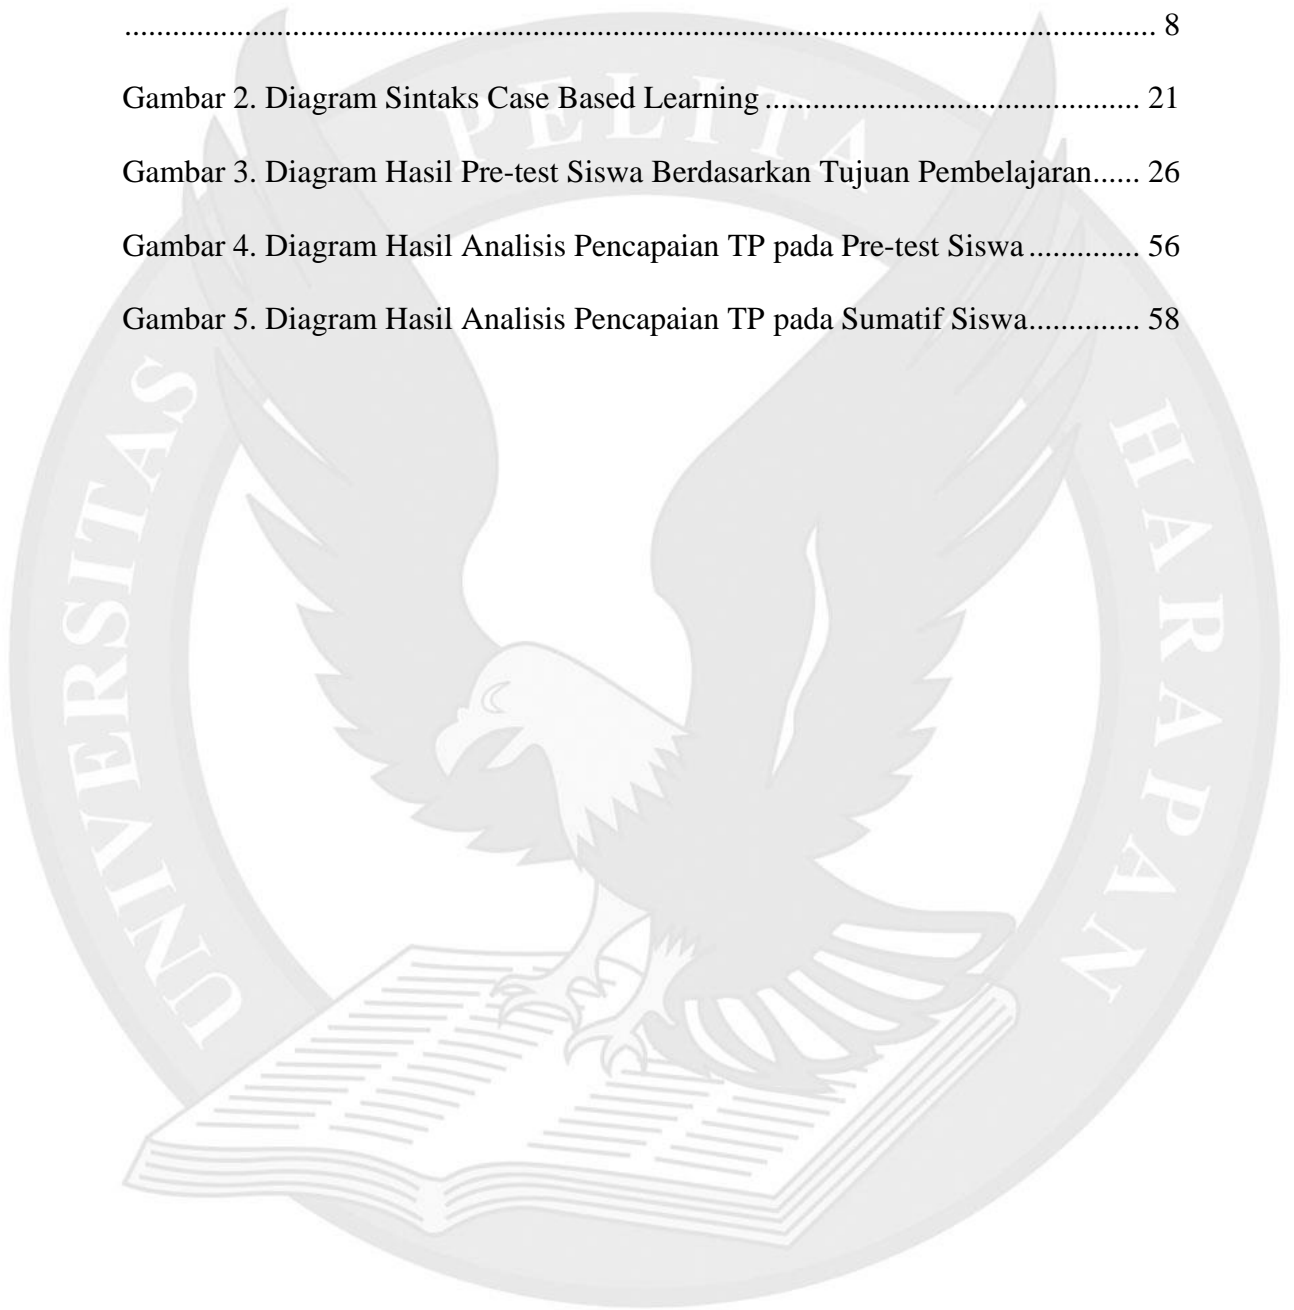 ........................................................................................................................................ 8
Gambar 2. Diagram Sintaks Case Based Learning ................................................ 21
Gambar 3. Diagram Hasil Pre-test Siswa Berdasarkan Tujuan Pembelajaran...... 26
Gambar 4. Diagram Hasil Analisis Pencapaian TP pada Pre-test Siswa .............. 56
Gambar 5. Diagram Hasil Analisis Pencapaian TP pada Sumatif Siswa.............. 58
UNIVERSITAS PELITA HARAPAN